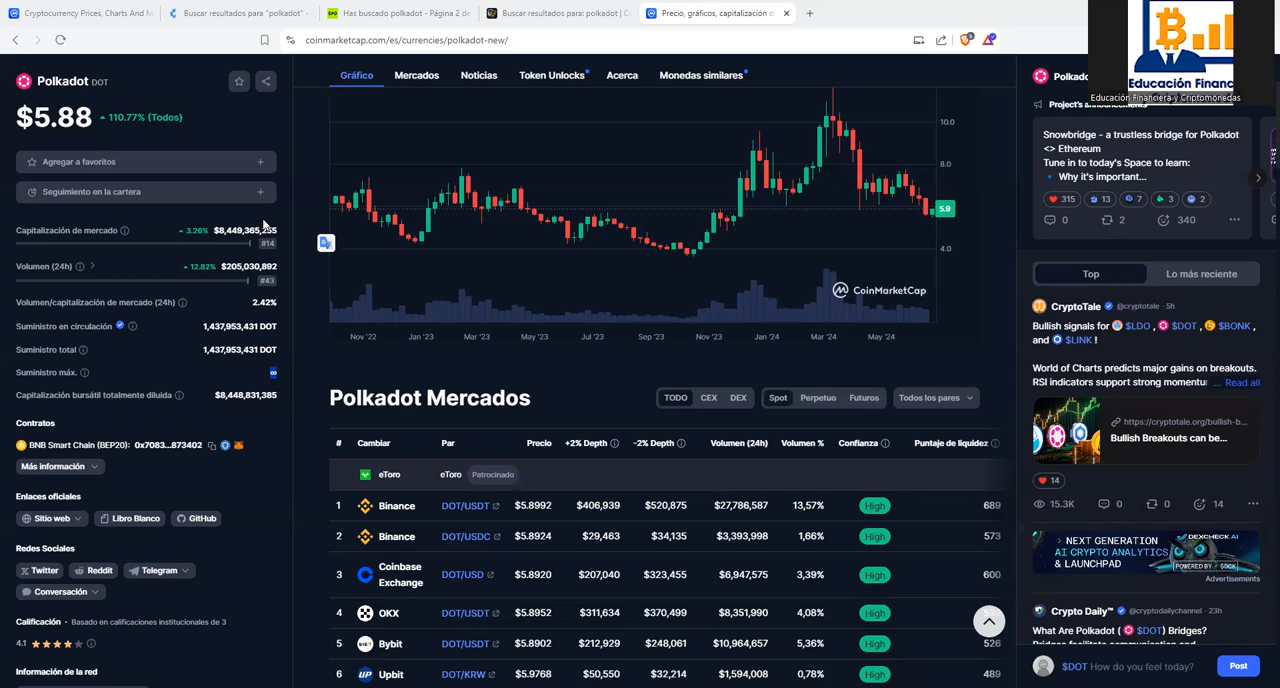 Cryptocurrency Prices, Charts And M
Buscar resultados para "polkadot" -
Has buscado polkadot - Página 2 de
Buscar resultados para: polkadot | C
Precio, gráficos, capitalización d
coinmarketcap.com/es/currencies/polkadot-new/
Educación Financ
Educación Financiera y Criptomonedas
Polkadot DOT
$5.88 110.77% (Todos)
Agregar a favoritos
Seguimiento en la cartera
Capitalización de mercado 3.26% $8,449,365,255
#14
Volumen (24h) 12.82% $205,030,892
#43
Volumen/capitalización de mercado (24h) 2.42%
Suministro en circulación 1,437,953,431 DOT
Suministro total 1,437,953,431 DOT
Suministro máx. ∞
Capitalización bursátil totalmente diluida $8,448,831,385
Contratos
BNB Smart Chain (BEP20): 0x7083...873402
Más información
Enlaces oficiales
Sitio web Libro Blanco GitHub
Redes Sociales
Twitter Reddit Telegram
Conversación
Calificación · Basado en calificaciones institucionales de 3
4.1
Información de la red
Gráfico Mercados Noticias Token Unlocks Acerca Monedas similares
10.0
8.0
5.9
4.0
CoinMarketCap
Nov '22 Jan '23 Mar '23 May '23 Jul '23 Sep '23 Nov '23 Jan '24 Mar '24 May '24
Polkadot Mercados
TODO CEX DEX Spot Perpetuo Futuros Todos los pares
# Cambiar Par Precio +2% Depth -2% Depth Volumen (24h) Volumen % Confianza Puntaje de liquidez
eToro eToro Patrocinado
1 Binance DOT/USDT $5.8992 $406,939 $520,875 $27,786,587 13,57% High 689
2 Binance DOT/USDC $5.8924 $29,463 $34,135 $3,393,998 1,66% High 573
3 Coinbase Exchange DOT/USD $5.8920 $207,040 $323,455 $6,947,575 3,39% High 600
4 OKX DOT/USDT $5.8952 $311,634 $370,499 $8,351,990 4,08% High
5 Bybit DOT/USDT $5.8902 $212,929 $248,061 $10,964,657 5,36% High 526
6 Upbit DOT/KRW $5.9768 $50,550 $32,214 $1,594,008 0,78% High 489
Polkado
Project's announcements
Snowbridge - a trustless bridge for Polkadot
<> Ethereum
Tune in to today's Space to learn:
Why it's important...
315 13 7 3 2
0 2 340
Top Lo más reciente
CryptoTale @cryptotale · 5h
Bullish signals for $LDO , $DOT , $BONK ,
and $LINK !
World of Charts predicts major gains on breakouts.
RSI indicators support strong momentu ... Read all
https://cryptotale.org/bullish-b...
Bullish Breakouts can be...
14
15.3K 0 0 14
NEXT GENERATION
AI CRYPTO ANALYTICS
& LAUNCHPAD
DEXCHECK AI
POWERED BY $DCK
Advertisements
Crypto Daily™ @cryptodailychannel · 23h
What Are Polkadot ( $DOT) Bridges?
Bridges facilitate communication and
$DOT How do you feel today? Post